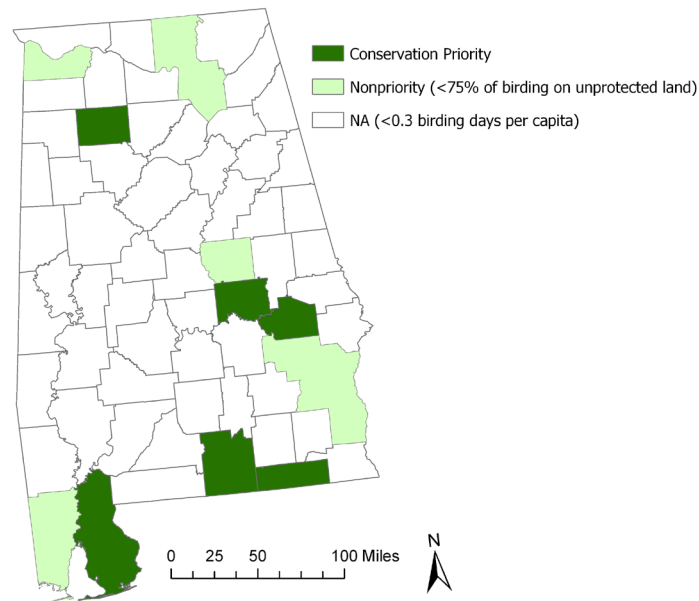 Conservation Priority
Nonpriority (<75% of birding on unprotected land)
NA (<0.3 birding days per capita)
N
0 25 50 100 Miles